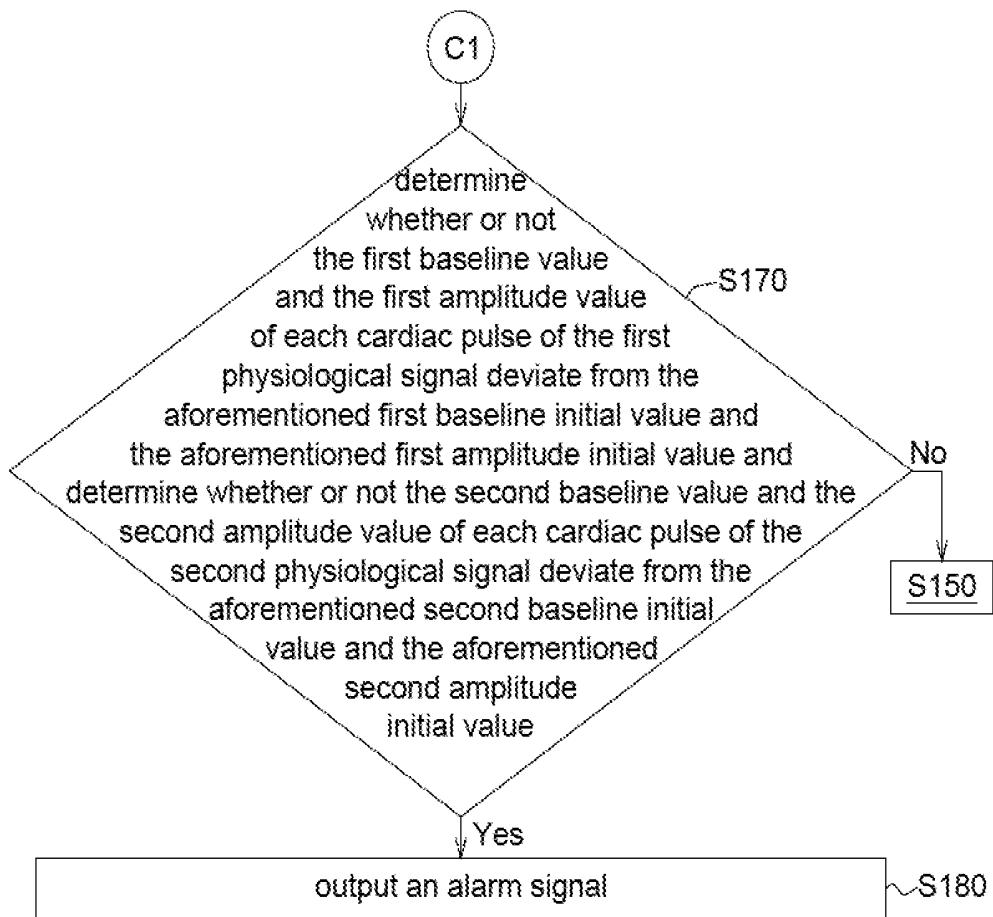 C1
determine
whether or not
the first baseline value
and the first amplitude value
of each cardiac pulse of the first
physiological signal deviate from the
aforementioned first baseline initial value and
the aforementioned first amplitude initial value and
determine whether or not the second baseline value and the
second amplitude value of each cardiac pulse of the
second physiological signal deviate from the
aforementioned second baseline initial
value and the aforementioned
second amplitude
initial value
S170
No
S150
Yes
output an alarm signal
S180